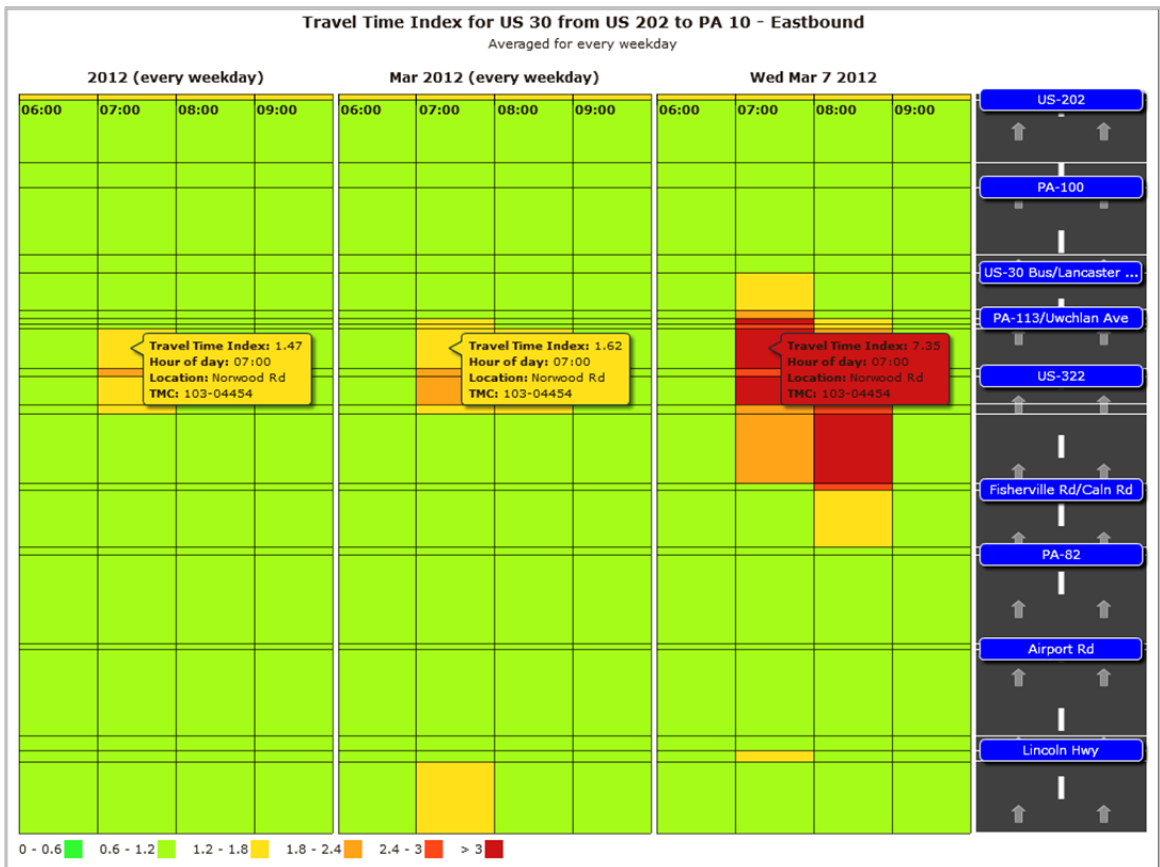 Travel Time Index for US 30 from US 202 to PA 10 - Eastbound
Averaged for every weekday
2012 (every weekday)
Mar 2012 (every weekday)
Wed Mar 7 2012
06:00 07:00 08:00 09:00
06:00 07:00 08:00 09:00
06:00 07:00 08:00 09:00
US-202
PA-100
US-30 Bus/Lancaster ...
PA-113/Uwchlan Ave
Travel Time Index: 1.47
Hour of day: 07:00
Location: Norwood Rd
TMC: 103-04454
Travel Time Index: 1.62
Hour of day: 07:00
Location: Norwood Rd
TMC: 103-04454
Travel Time Index: 7.35
Hour of day: 07:00
Location: Norwood Rd
TMC: 103-04454
US-322
Fisherville Rd/Caln Rd
PA-82
Airport Rd
Lincoln Hwy
0 - 0.6 0.6 - 1.2 1.2 - 1.8 1.8 - 2.4 2.4 - 3 > 3